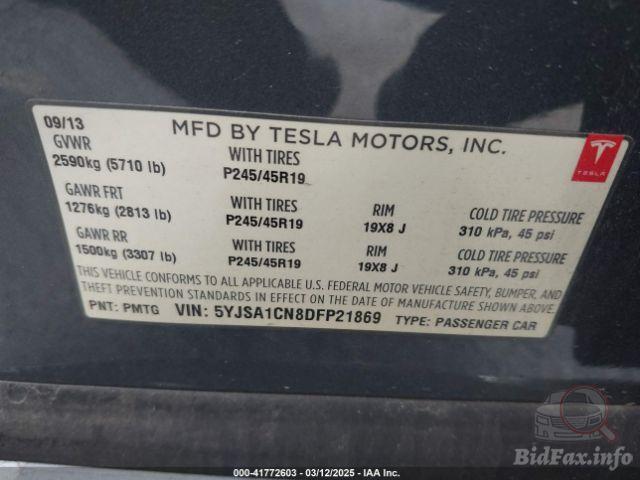 09/13 MFD BY TESLA MOTORS, INC.
TESLA
GVWR WITH TIRES
2590kg (5710 lb) P245/45R19
GAWR FRT WITH TIRES RIM COLD TIRE PRESSURE
1276kg (2813 lb) P245/45R19 19X8 J 310 kPa, 45 psi
GAWR RR WITH TIRES RIM COLD TIRE PRESSURE
1500kg (3307 lb) P245/45R19 19X8 J 310 kPa, 45 psi
THIS VEHICLE CONFORMS TO ALL APPLICABLE U.S. FEDERAL MOTOR VEHICLE SAFETY, BUMPER, AND
THEFT PREVENTION STANDARDS IN EFFECT ON THE DATE OF MANUFACTURE SHOWN ABOVE.
PNT: PMTG VIN: 5YJSA1CN8DFP21869 TYPE: PASSENGER CAR
BidFax.info
000-41772603 - 03/12/2025 - IAA Inc.